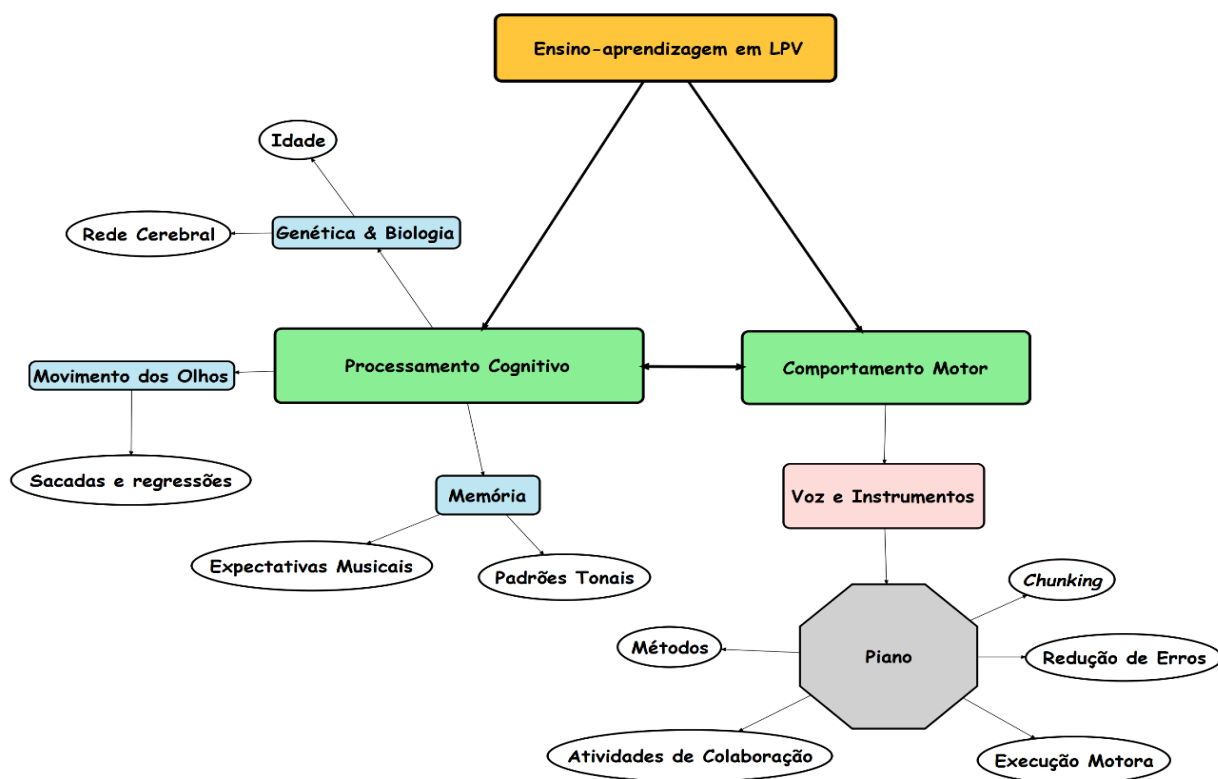 Ensino-aprendizagem em LPV
Idade
Rede Cerebral
Genética & Biologia
Processamento Cognitivo
Comportamento Motor
Movimento dos Olhos
Sacadas e regressões
Memória
Voz e Instrumentos
Expectativas Musicais
Padrões Tonais
Chunking
Métodos
Piano
Redução de Erros
Atividades de Colaboração
Execução Motora